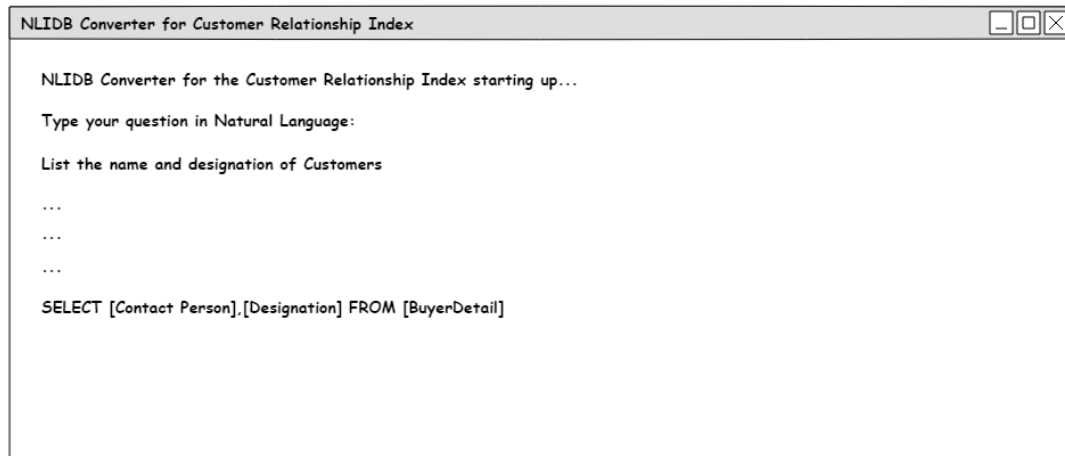 NLIDB Converter for Customer Relationship Index
NLIDB Converter for the Customer Relationship Index starting up...
Type your question in Natural Language:
List the name and designation of Customers
...
...
...
SELECT [Contact Person],[Designation] FROM [BuyerDetail]